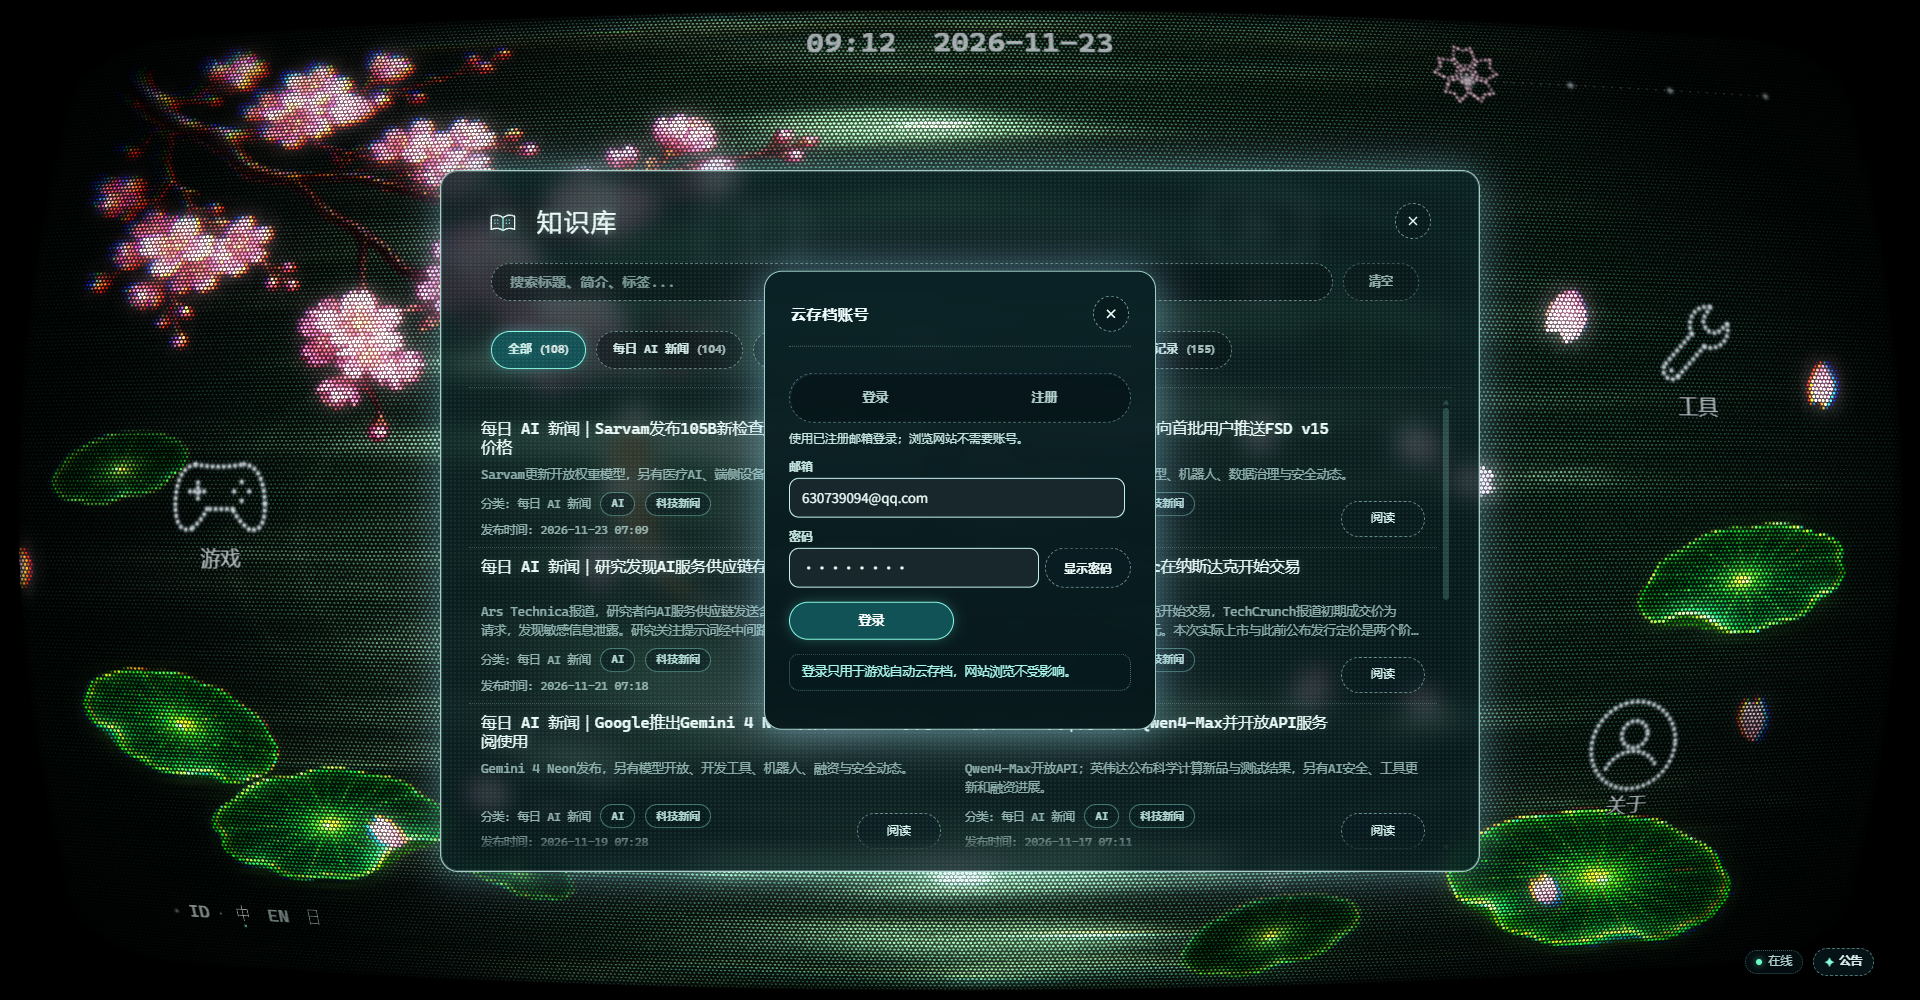 09:12 2026-11-23
知识库
搜索标题、简介、标签...
清空
全部 (108)
每日 AI 新闻 (104)
记录 (155)
每日 AI 新闻 | Sarvam发布105B新检查
价格
Sarvam更新开放权重模型，另有医疗AI、端侧设备
分类: 每日 AI 新闻 AI 科技新闻
发布时间: 2026-11-23 07:09
向首批用户推送FSD v15
型、机器人、数据治理与安全动态。
技新闻
阅读
每日 AI 新闻 | 研究发现AI服务供应链存
Ars Technica报道，研究者向AI服务供应链发送含
请求，发现敏感信息泄露。研究关注提示词经中间路
分类: 每日 AI 新闻 AI 科技新闻
发布时间: 2026-11-21 07:18
在纳斯达克开始交易
开始交易，TechCrunch报道初期成交价为
。本次实际上市与此前公布发行定价是两个阶…
技新闻
阅读
每日 AI 新闻 | Google推出Gemini 4 N
阅使用
Gemini 4 Neon发布，另有模型开放、开发工具、机器人、融资与安全动态。
分类: 每日 AI 新闻 AI 科技新闻
发布时间: 2026-11-19 07:28
阅读
Qwen4-Max并开放API服务
Qwen4-Max开放API；英伟达公布科学计算新品与测试结果，另有AI安全、工具更
新和融资进展。
分类: 每日 AI 新闻 AI 科技新闻
发布时间: 2026-11-17 07:11
阅读
云存档账号
登录 注册
使用已注册邮箱登录；浏览网站不需要账号。
邮箱
630739094@qq.com
密码
显示密码
登录
登录只用于游戏自动云存档，网站浏览不受影响。
游戏
工具
关于
ID · 中 EN 日
在线
公告